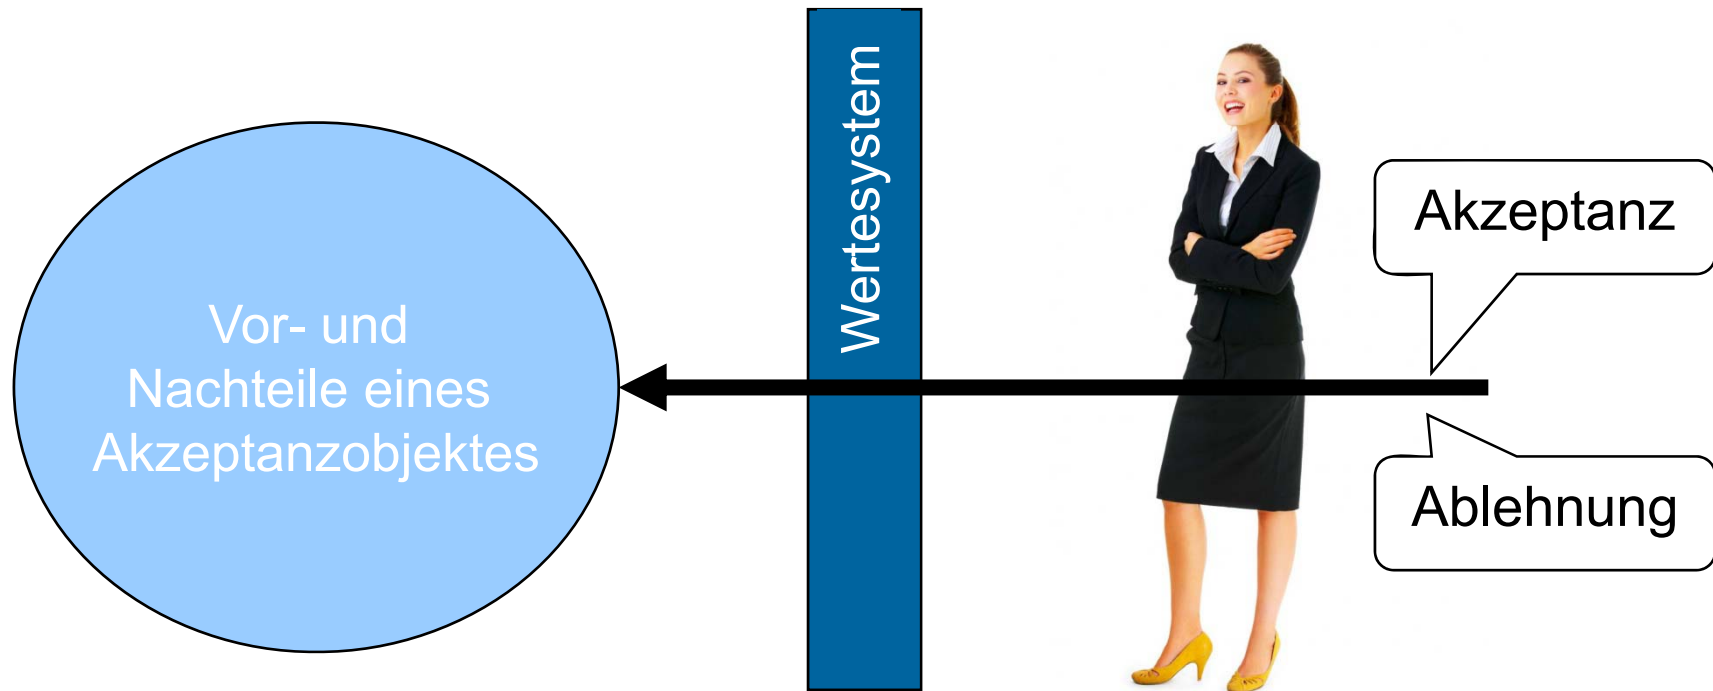 Vor- und
Nachteile eines
Akzeptanzobjektes
Wertesystem
Akzeptanz
Ablehnung